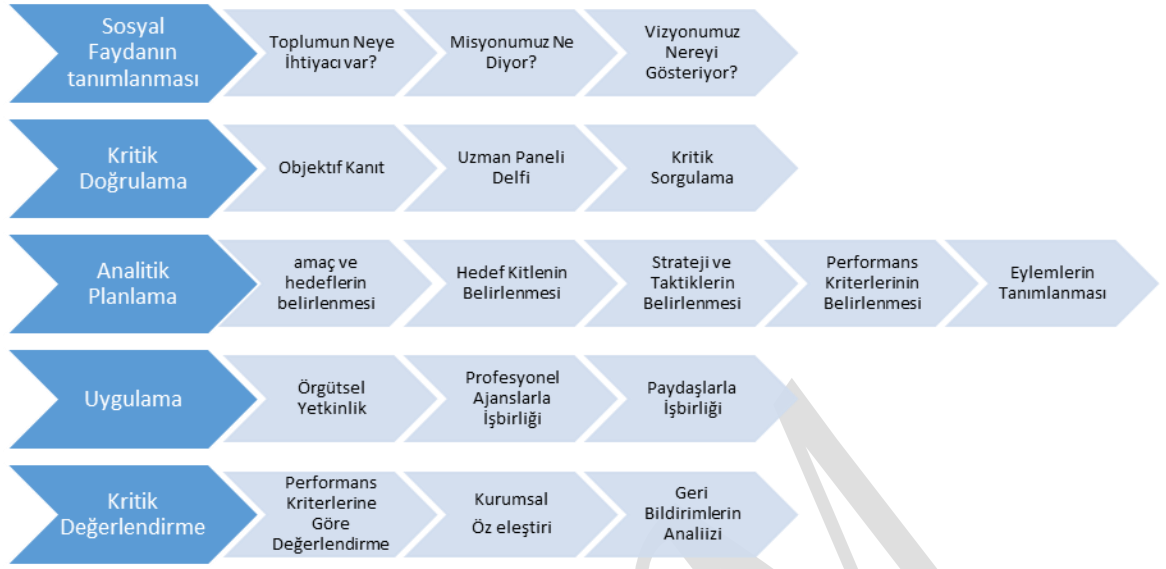 Sosyal
Faydanın
tanımlanması
Toplumun Neye
İhtiyacı var?
Misyonumuz Ne
Diyor?
Vizyonumuz
Nereyi
Gösteriyor?
Kritik
Doğrulama
Objektıf Kanıt
Uzman Paneli
Delfi
Kritik
Sorgulama
Analitik
Planlama
amaç ve
hedeflerin
belirlenmesi
Hedef Kitlenin
Belirlenmesi
Strateji ve
Taktiklerin
Belirlenmesi
Performans
Kriterlerinin
Belirlenmesi
Eylemlerin
Tanımlanması
Uygulama
Örgütsel
Yetkinlik
Profesyonel
Ajanslarla
İşbirliği
Paydaşlarla
İşbirliği
Kritik
Değerlendirme
Performans
Kriterlerine
Göre
Değerlendirme
Kurumsal
Öz eleştiri
Geri
Bildirimlerin
Analiizi